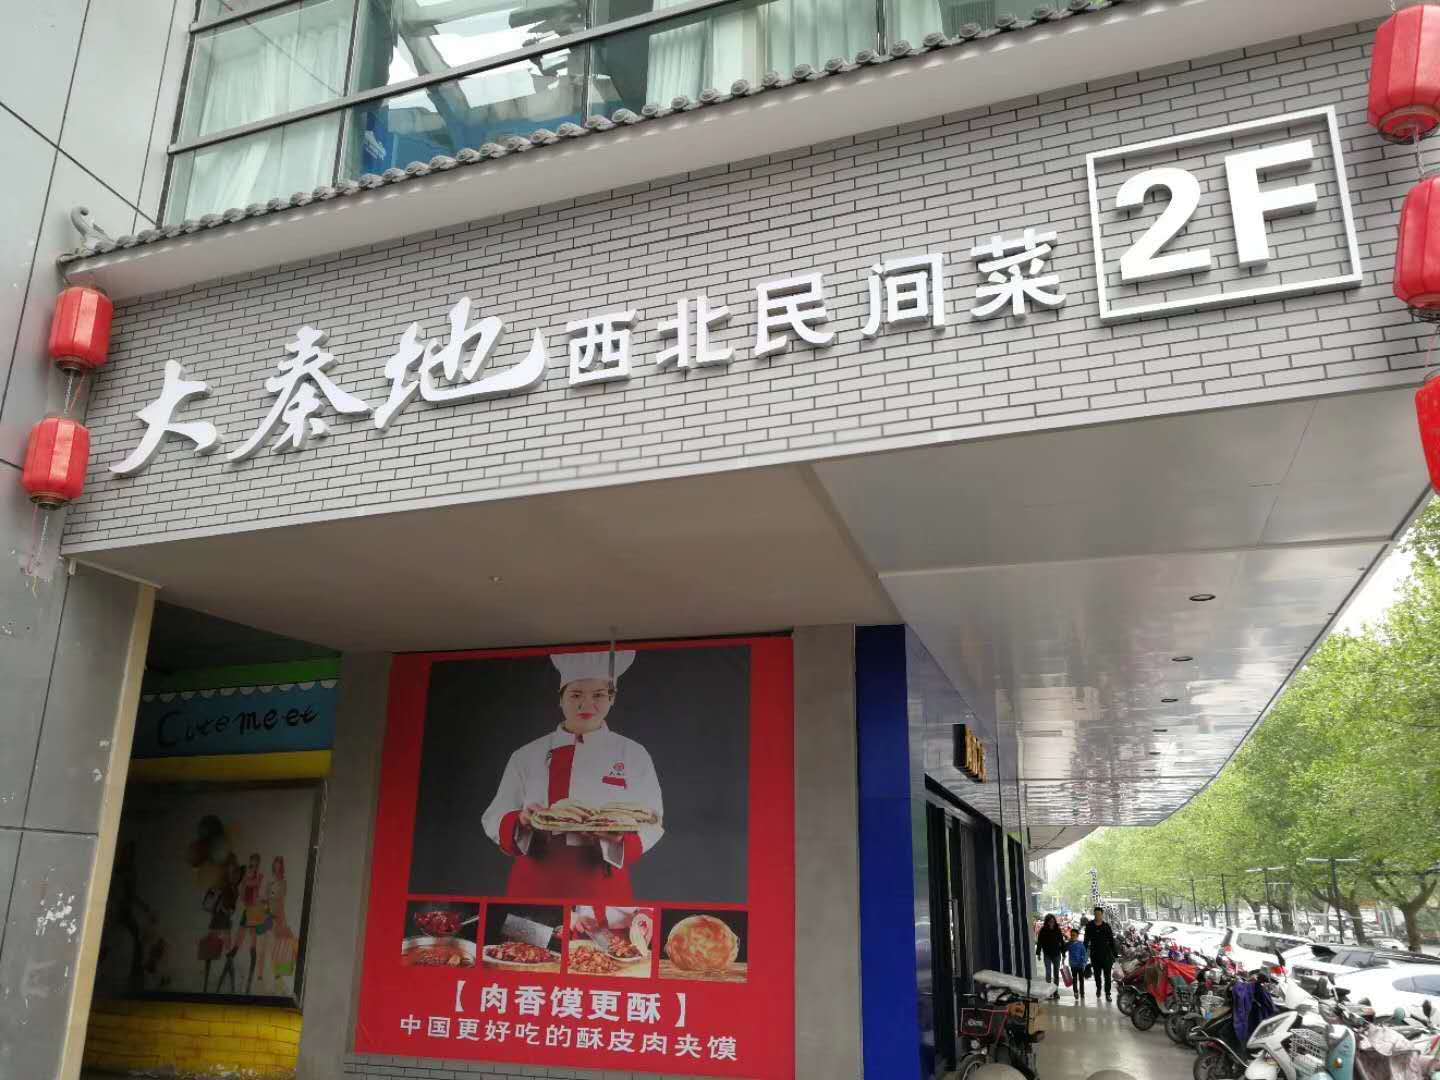 大秦地 西北民间菜 2F
Cutemeet
【肉香馍更酥】
中国更好吃的酥皮肉夹馍